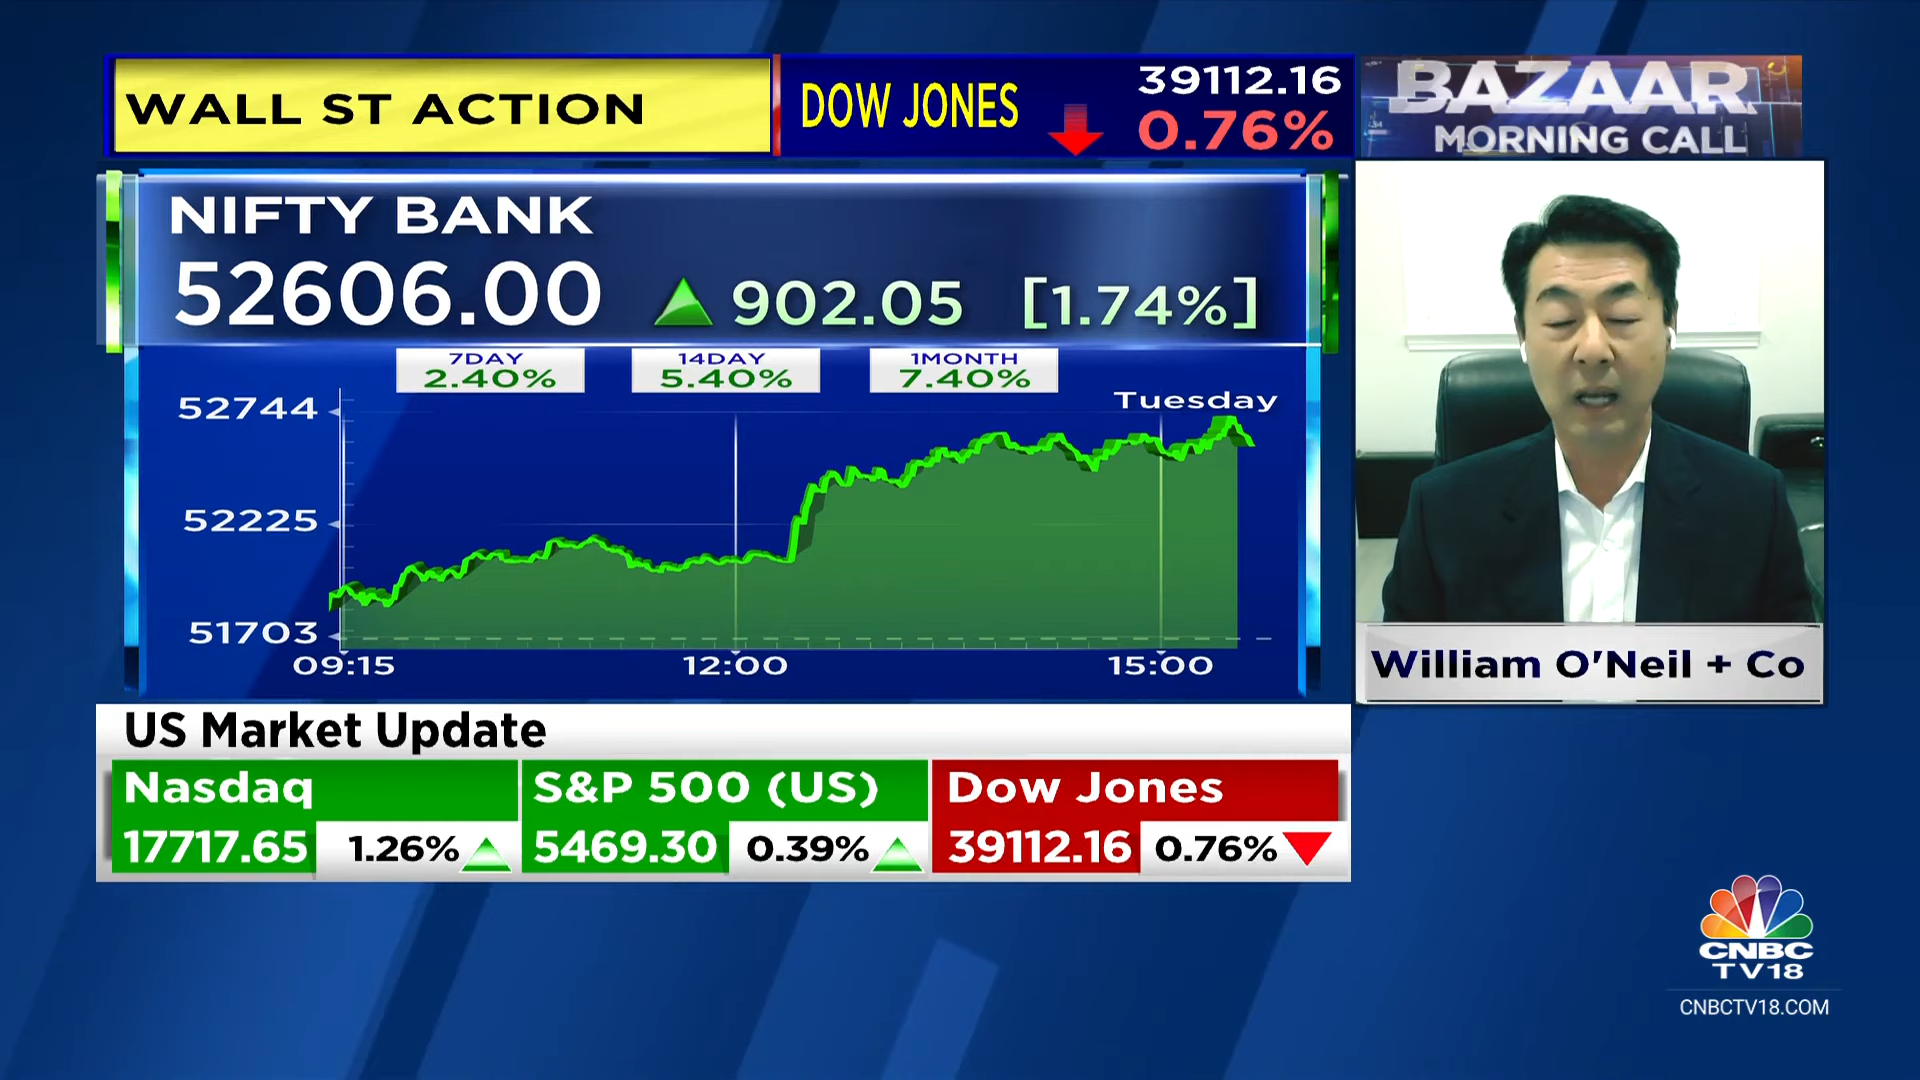 WALL ST ACTION
DOW JONES
39112.16
0.76%
BAZAAR
MORNING CALL
NIFTY BANK
52606.00 902.05 [1.74%]
7DAY
2.40%
14DAY
5.40%
1MONTH
7.40%
Tuesday
52744
52225
51703
09:15 12:00 15:00
William O'Neil + Co
US Market Update
Nasdaq
17717.65 1.26%
S&P 500 (US)
5469.30 0.39%
Dow Jones
39112.16 0.76%
CNBC
TV18
CNBCTV18.COM